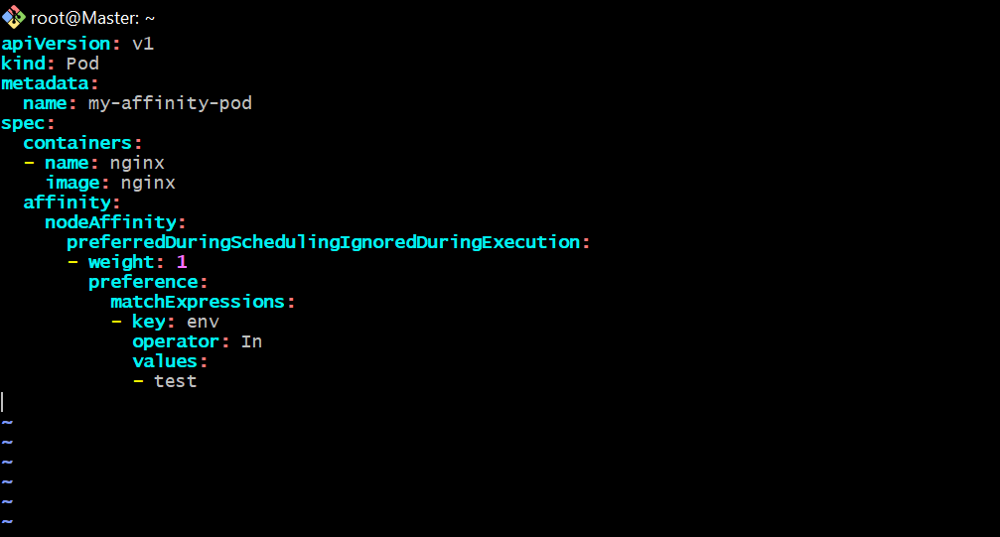 root@Master: ~
apiVersion: v1
kind: Pod
metadata:
  name: my-affinity-pod
spec:
  containers:
  - name: nginx
    image: nginx
  affinity:
    nodeAffinity:
      preferredDuringSchedulingIgnoredDuringExecution:
      - weight: 1
        preference:
          matchExpressions:
          - key: env
            operator: In
            values:
            - test
~
~
~
~
~
~